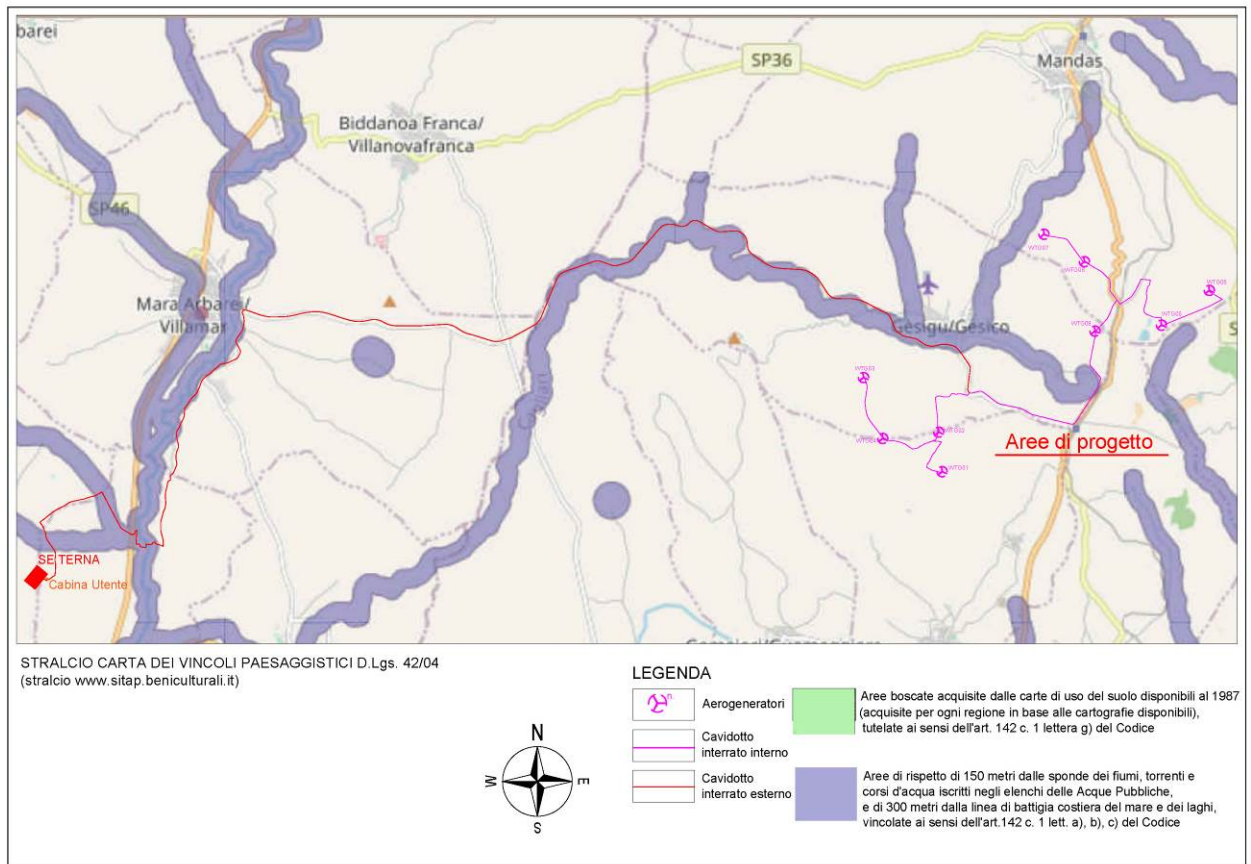 barei
SP36
Mandas
Biddanoa Franca/
Villanovafranca
SP46
Mara Arbarei/
Villamar
Gesigu/Gesico
WTG07
WTG03
WTG01
Aree di progetto
SE TERNA
Cabina Utente
STRALCIO CARTA DEI VINCOLI PAESAGGISTICI D.Lgs. 42/04
(stralcio www.sitap.beniculturali.it)
N
W
E
S
LEGENDA
n
Aerogeneratori
Cavidotto
interrato interno
Cavidotto
interrato esterno
Aree boscate acquisite dalle carte di uso del suolo disponibili al 1987
(acquisite per ogni regione in base alle cartografie disponibili),
tutelate ai sensi dell'art. 142 c. 1 lettera g) del Codice
Aree di rispetto di 150 metri dalle sponde dei fiumi, torrenti e
corsi d'acqua iscritti negli elenchi delle Acque Pubbliche,
e di 300 metri dalla linea di battigia costiera del mare e dei laghi,
vincolate ai sensi dell'art.142 c. 1 lett. a), b), c) del Codice